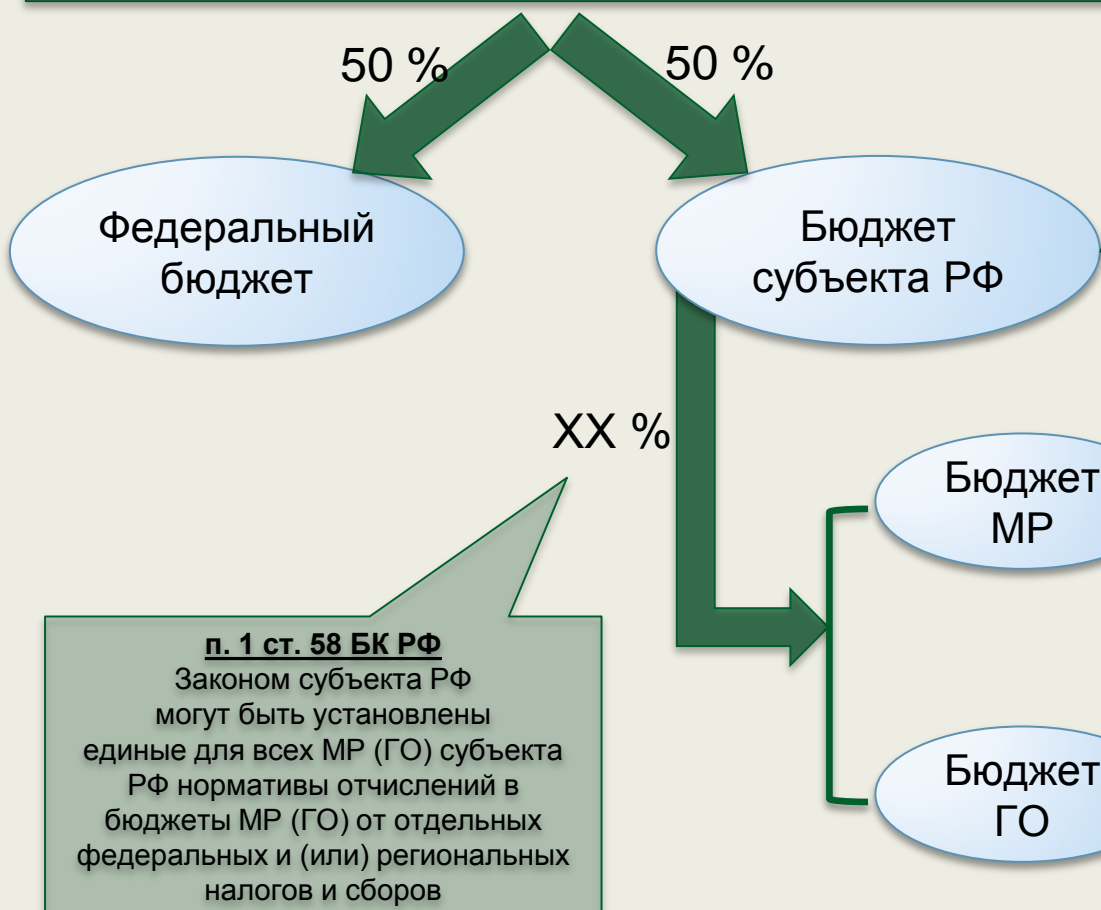 50 %
50 %
Федеральный
бюджет
Бюджет
субъекта РФ
XX %
Бюджет
МР
п. 1 ст. 58 БК РФ
Законом субъекта РФ
могут быть установлены
единые для всех МР (ГО) субъекта
РФ нормативы отчислений в
бюджеты МР (ГО) от отдельных
федеральных и (или) региональных
налогов и сборов
Бюджет
ГО